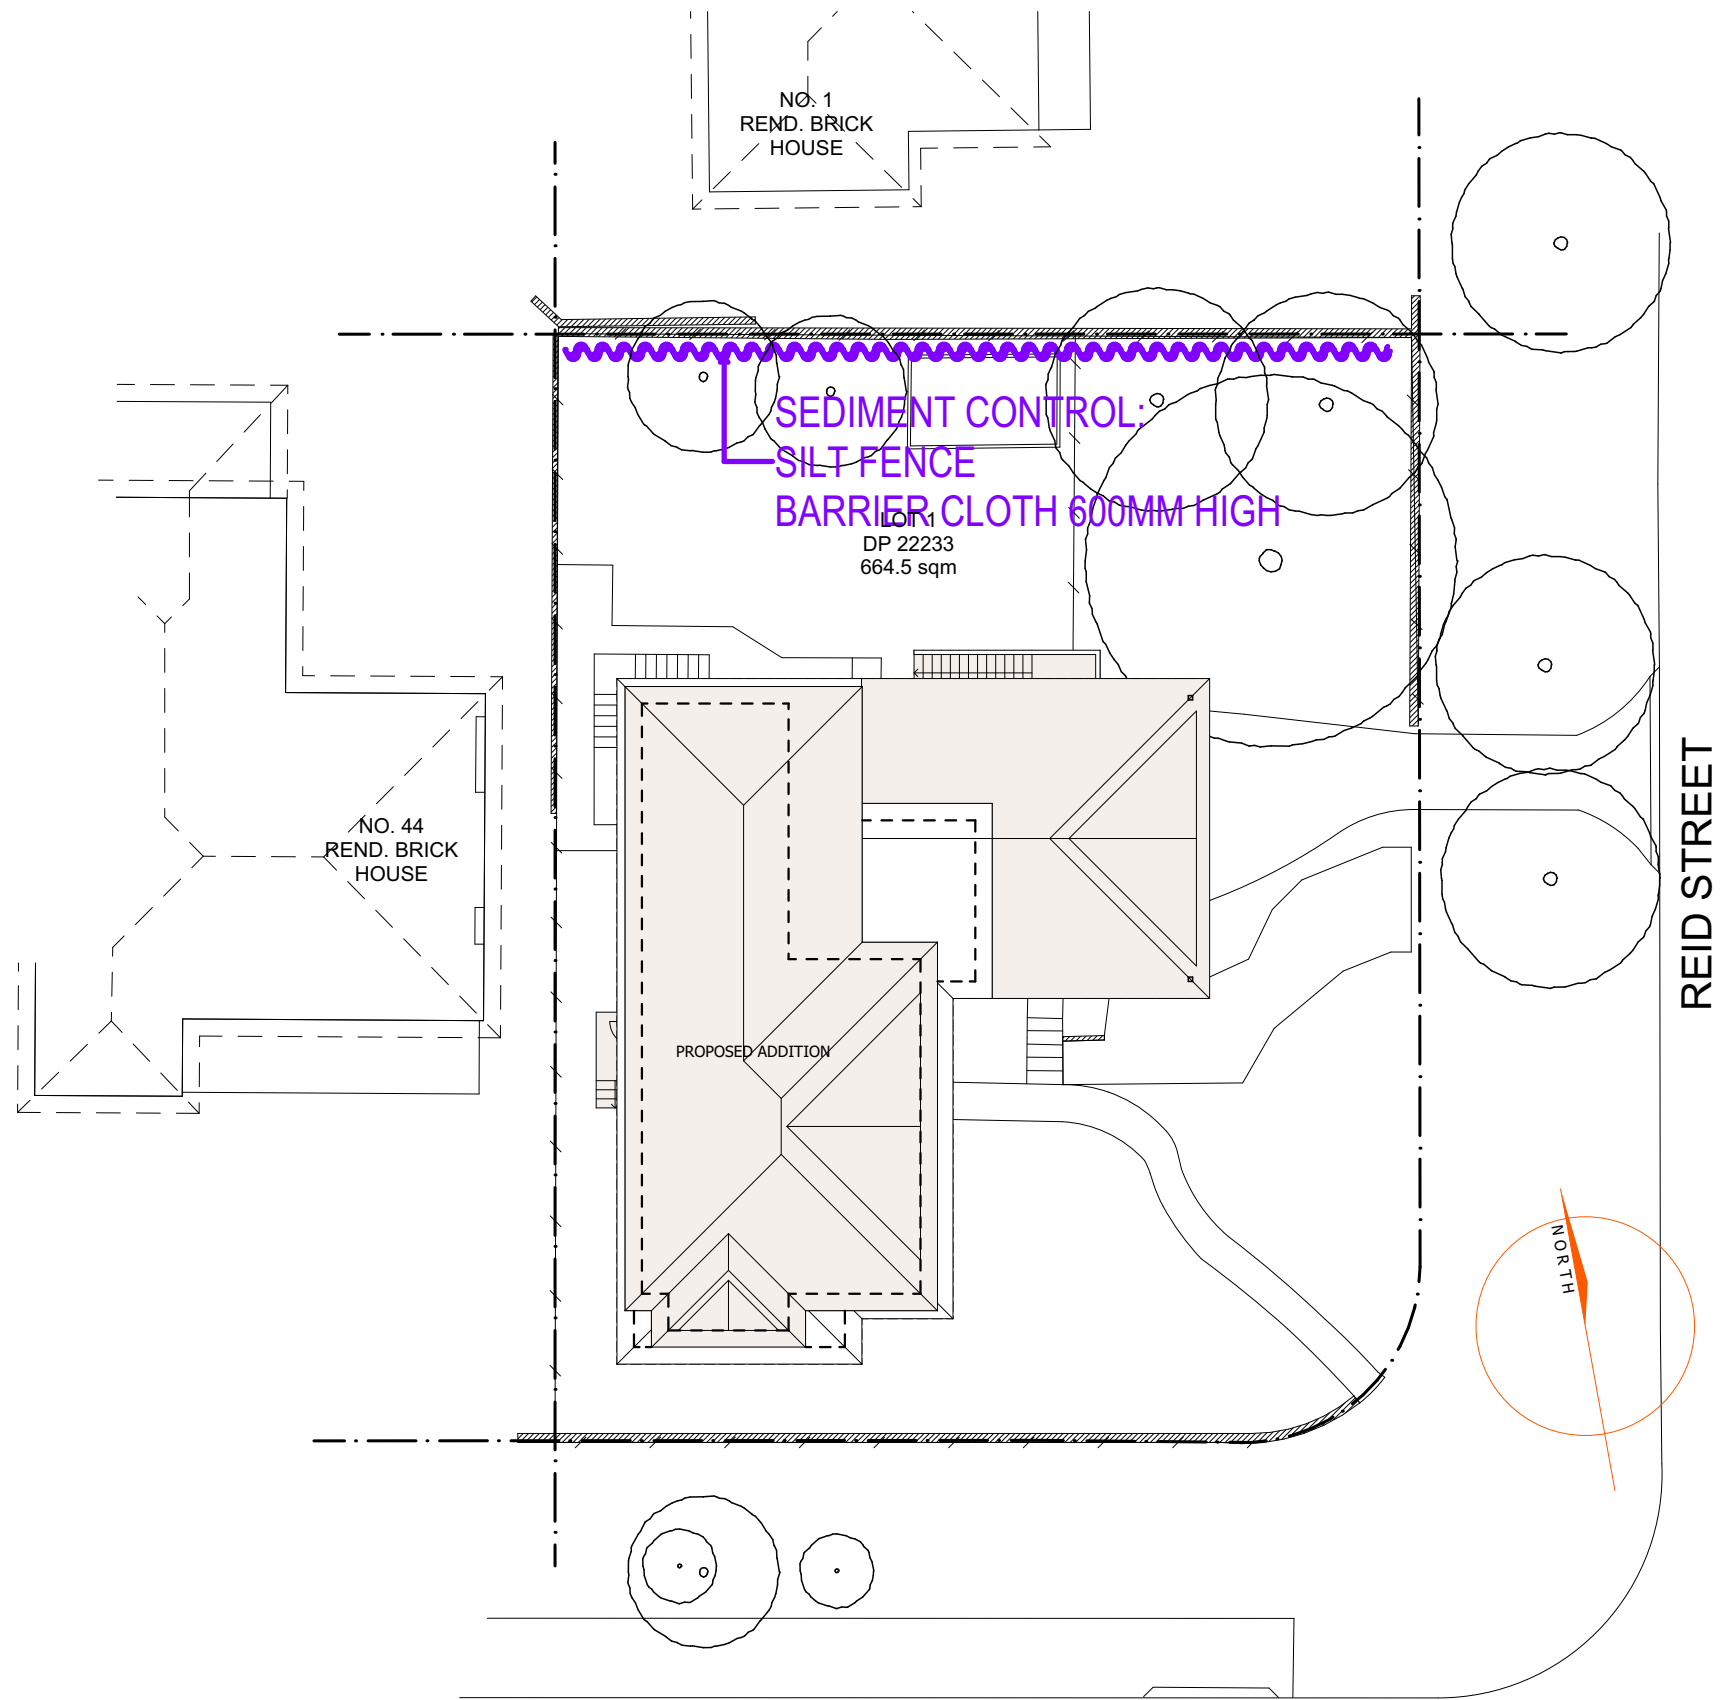 NO. 1
REND. BRICK
HOUSE
SEDIMENT CONTROL:
SILT FENCE
BARRIER CLOTH 600MM HIGH
LOT 1
DP 22233
664.5 sqm
NO. 44
REND. BRICK
HOUSE
REID STREET
PROPOSED ADDITION
NORTH